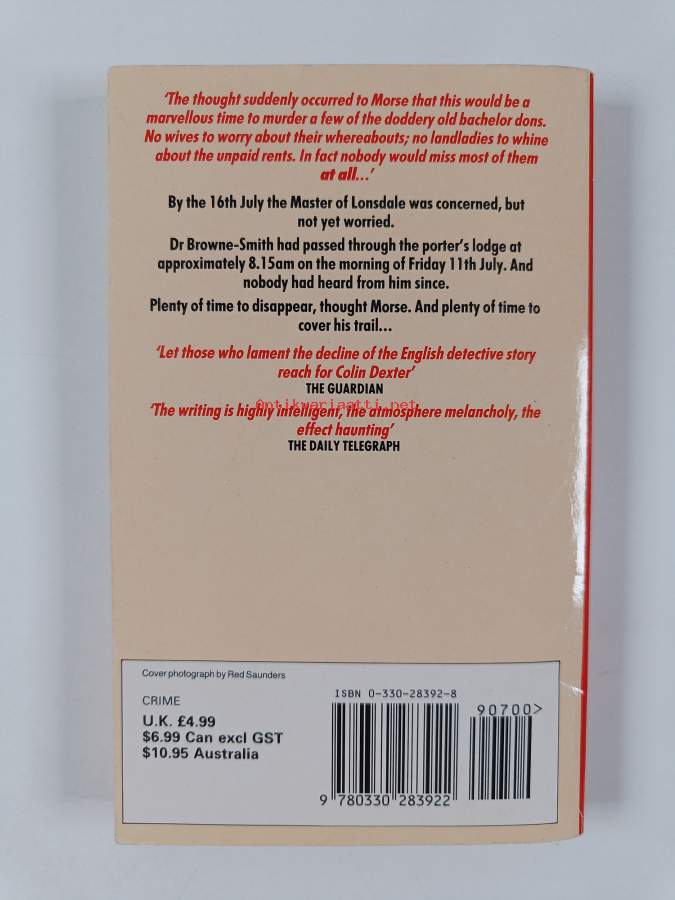 ‘The thought suddenly occurred to Morse that this would be a
marvellous time to murder a few of the doddery old bachelor dons.
No wives to worry about their whereabouts; no landladies to whine
about the unpaid rents. In fact nobody would miss most of them
at all...’
By the 16th July the Master of Lonsdale was concerned, but
not yet worried.
Dr Browne-Smith had passed through the porter’s lodge at
approximately 8.15am on the morning of Friday 11th July. And
nobody had heard from him since.
Plenty of time to disappear, thought Morse. And plenty of time to
cover his trail...
‘Let those who lament the decline of the English detective story
reach for Colin Dexter’
THE GUARDIAN
Antikvariaatti.net
‘The writing is highly intelligent, the atmosphere melancholy, the
effect haunting’
THE DAILY TELEGRAPH
Cover photograph by Red Saunders
CRIME
U.K. £4.99
$6.99 Can excl GST
$10.95 Australia
ISBN 0-330-28392-8
90700>
9 780330 283922